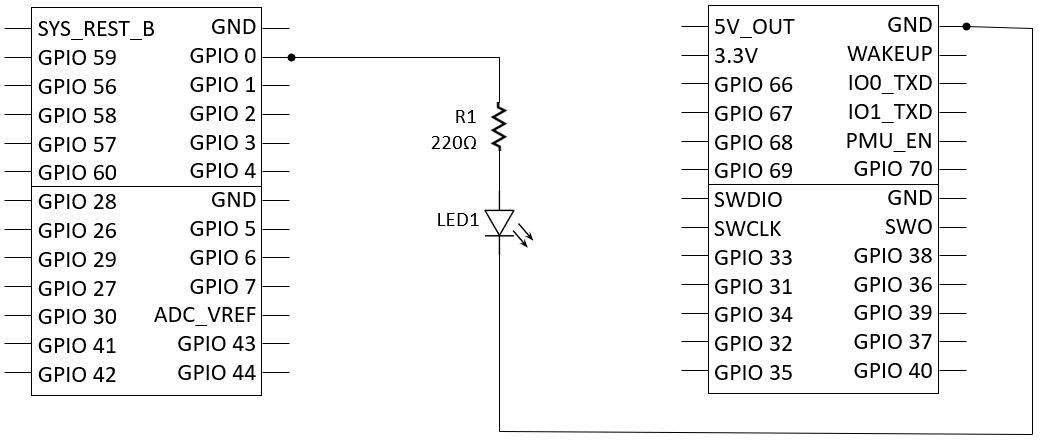 SYS_REST_B GND
GPIO 59 GPIO 0
GPIO 56 GPIO 1
GPIO 58 GPIO 2
GPIO 57 GPIO 3
GPIO 60 GPIO 4
GPIO 28 GND
GPIO 26 GPIO 5
GPIO 29 GPIO 6
GPIO 27 GPIO 7
GPIO 30 ADC_VREF
GPIO 41 GPIO 43
GPIO 42 GPIO 44
R1
220Ω
LED1
5V_OUT GND
3.3V WAKEUP
GPIO 66 IO0_TXD
GPIO 67 IO1_TXD
GPIO 68 PMU_EN
GPIO 69 GPIO 70
SWDIO GND
SWCLK SWO
GPIO 33 GPIO 38
GPIO 31 GPIO 36
GPIO 34 GPIO 39
GPIO 32 GPIO 37
GPIO 35 GPIO 40